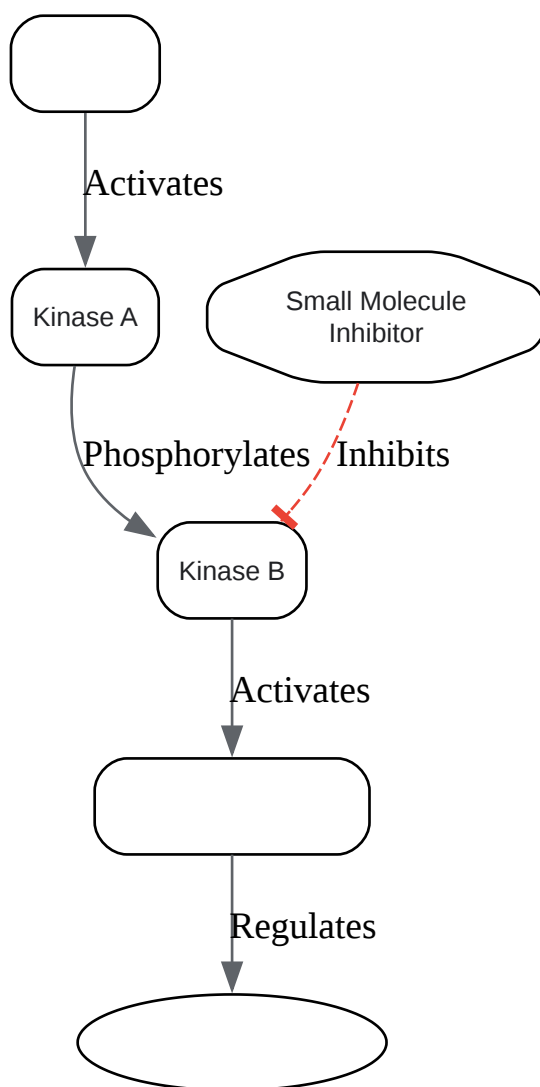 Activates
Kinase A
Small Molecule
Inhibitor
Phosphorylates
Inhibits
Kinase B
Activates
Regulates